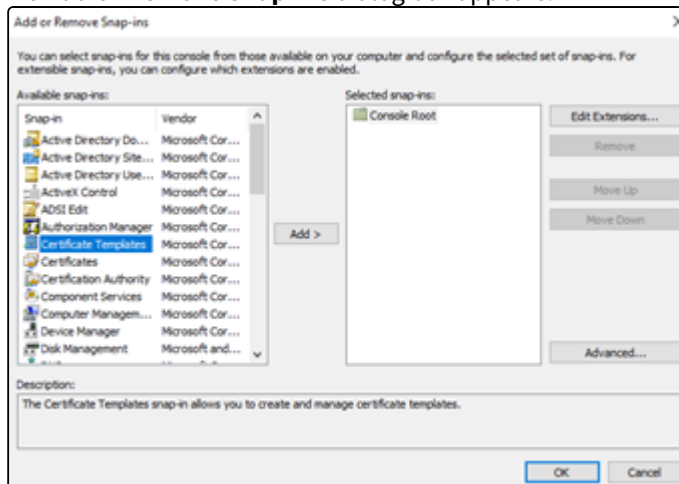 Add or Remove Snap-ins
You can select snap-ins for this console from those available on your computer and configure the selected set of snap-ins. For
extensible snap-ins, you can configure which extensions are enabled.
Available snap-ins:
Selected snap-ins:
Snap-in Vendor
Active Directory Do... Microsoft Cor...
Active Directory Site... Microsoft Cor...
Active Directory Use... Microsoft Cor...
ActiveX Control Microsoft Cor...
ADSI Edit Microsoft Cor...
Authorization Manager Microsoft Cor...
Certificate Templates Microsoft Cor...
Certificates Microsoft Cor...
Certification Authority Microsoft Cor...
Component Services Microsoft Cor...
Computer Managem... Microsoft Cor...
Device Manager Microsoft Cor...
Disk Management Microsoft and...
Add >
Console Root
Edit Extensions...
Remove
Move Up
Move Down
Advanced...
Description:
The Certificate Templates snap-in allows you to create and manage certificate templates.
OK Cancel